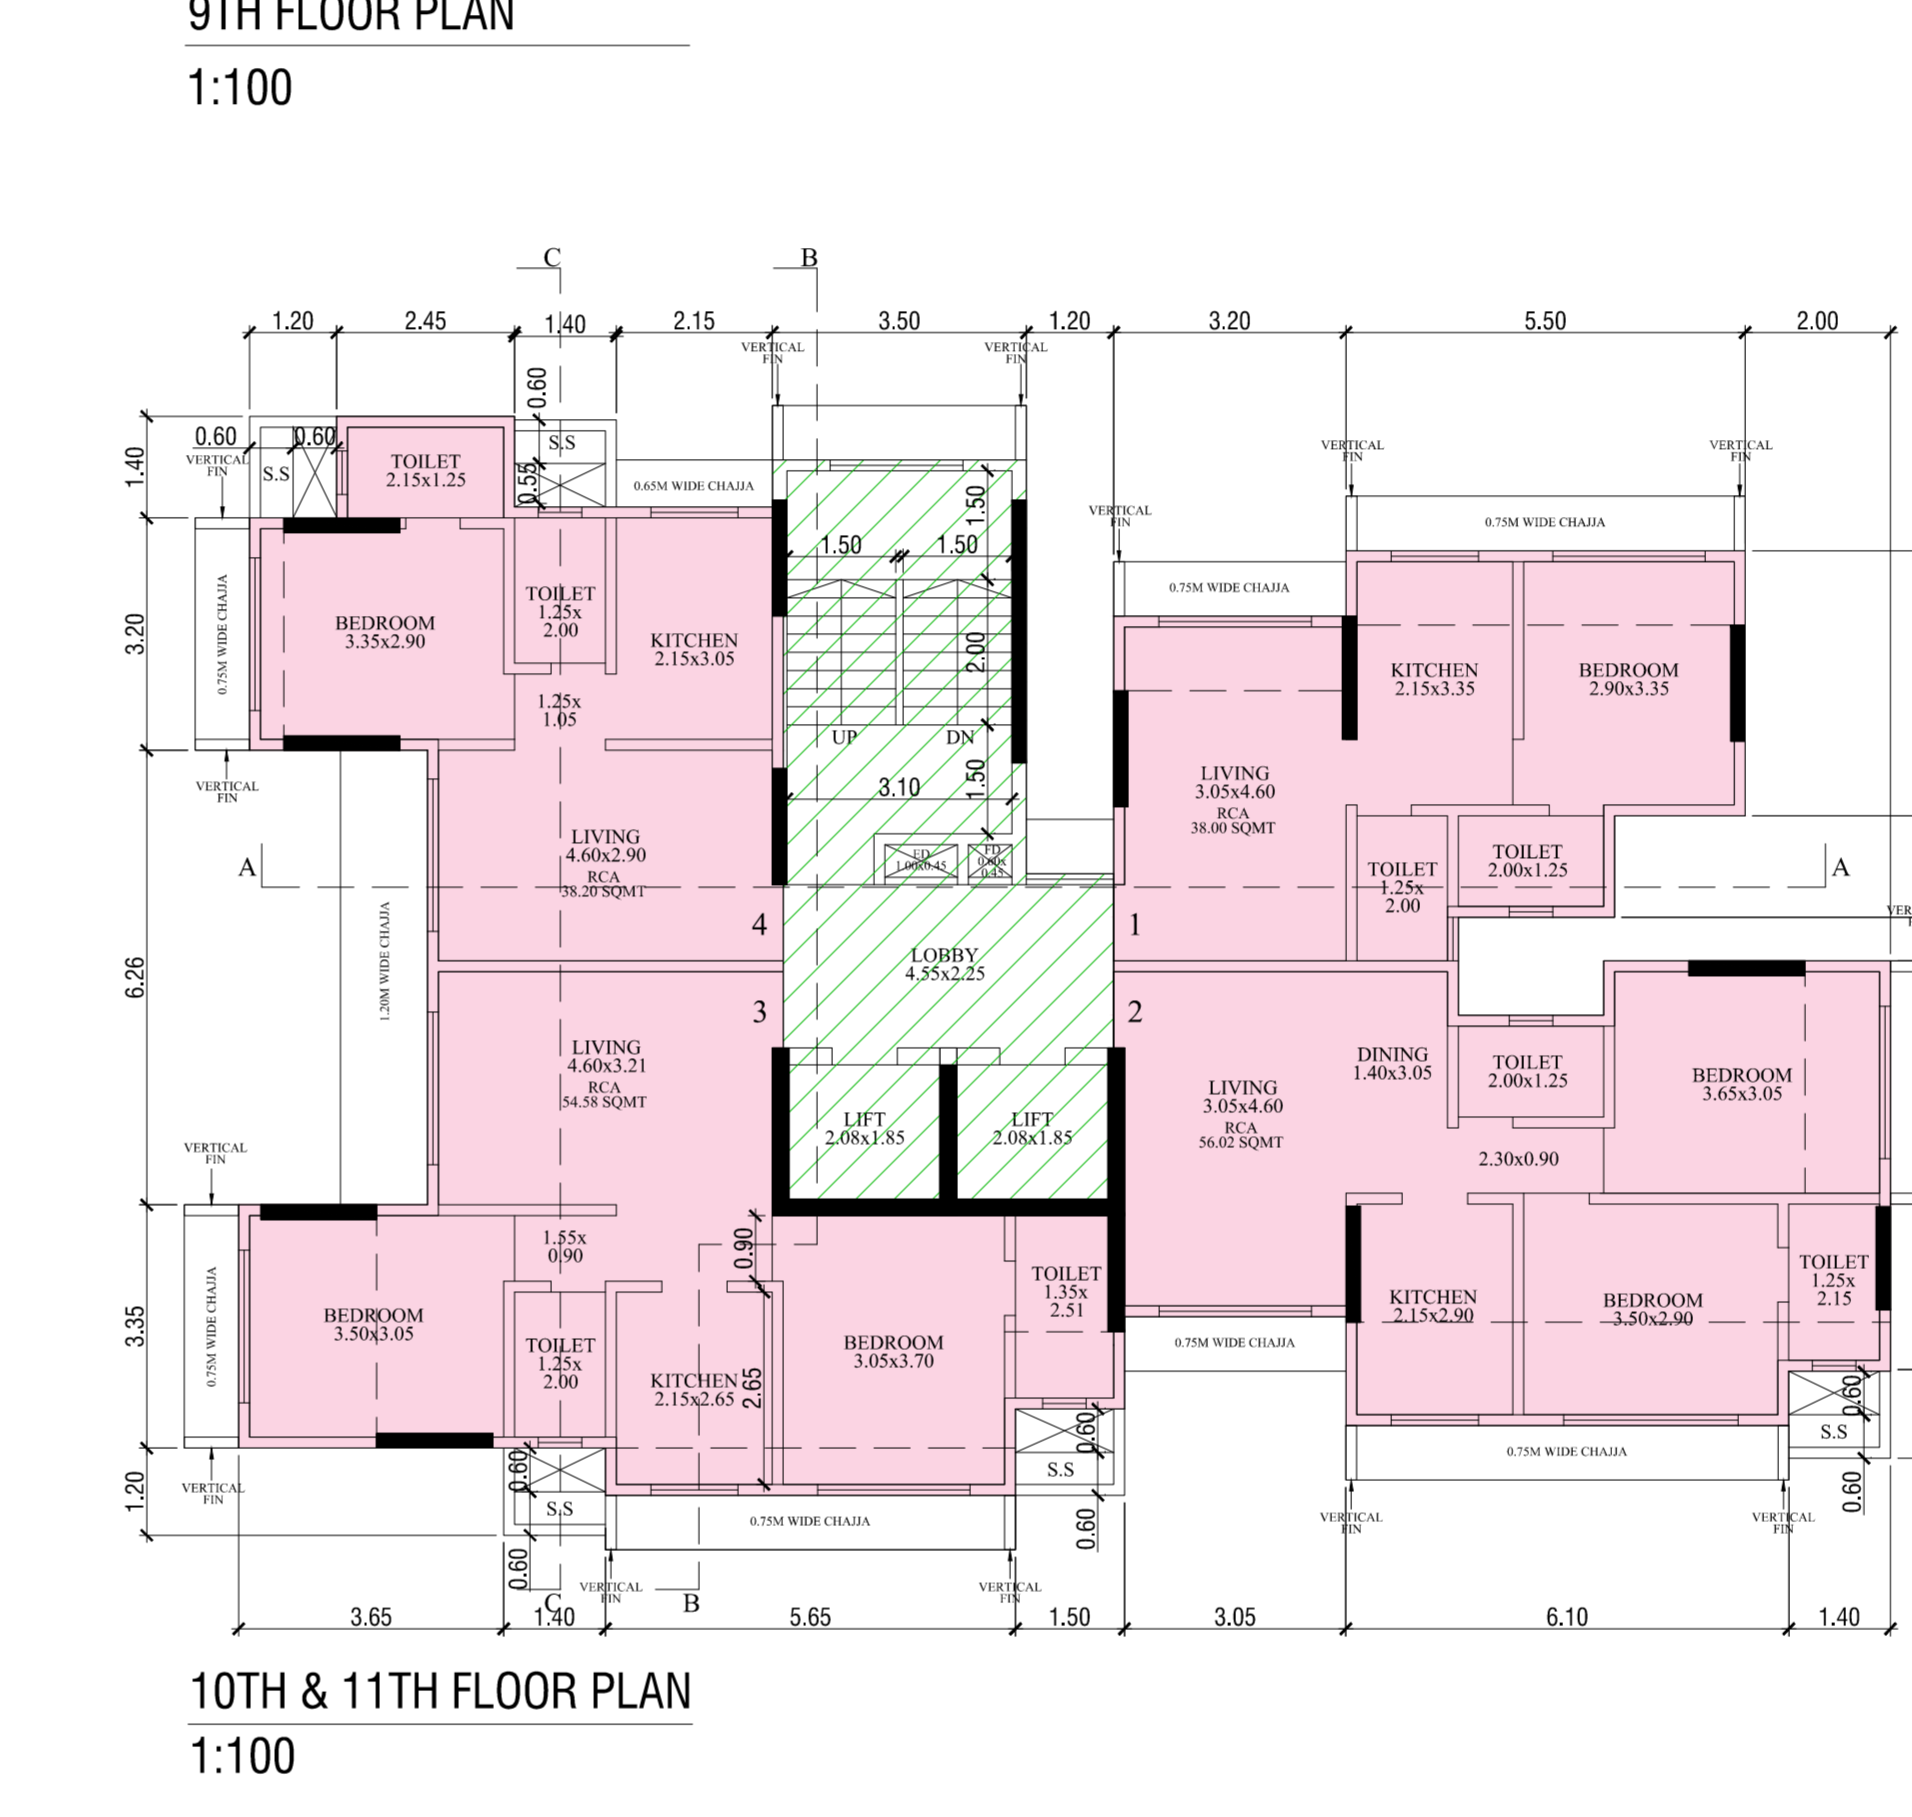 9TH FLOOR PLAN
1:100
C
B
1.20
2.45
1.40
2.15
3.50
1.20
3.20
5.50
2.00
VERTICAL
FIN
VERTICAL
FIN
0.60
1.40
0.60
0.60
VERTICAL
FIN
S.S
TOILET
2.15x1.25
S.S
0.55
0.65M WIDE CHAJJA
1.50
VERTICAL
FIN
VERTICAL
FIN
VERTICAL
FIN
0.75M WIDE CHAJJA
0.75M WIDE CHAJJA
1.50
1.50
3.20
0.75M WIDE CHAJJA
BEDROOM
3.35x2.90
TOILET
1.25x
2.00
KITCHEN
2.15x3.05
2.00
1.25x
1.05
UP
DN
1.50
3.10
KITCHEN
2.15x3.35
BEDROOM
2.90x3.35
VERTICAL
FIN
LIVING
3.05x4.60
RCA
38.00 SQMT
A
LIVING
4.60x2.90
RCA
38.20 SQMT
ED
1.00x0.45
FD
0.60x
0.45
TOILET
1.25x
2.00
TOILET
2.00x1.25
A
VER
4
1
6.26
1.20M WIDE CHAJJA
LOBBY
4.55x2.25
3
2
LIVING
4.60x3.21
RCA
54.58 SQMT
LIFT
2.08x1.85
LIFT
2.08x1.85
LIVING
3.05x4.60
RCA
56.02 SQMT
DINING
1.40x3.05
TOILET
2.00x1.25
BEDROOM
3.65x3.05
2.30x0.90
VERTICAL
FIN
1.55x
0.90
0.90
3.35
0.75M WIDE CHAJJA
BEDROOM
3.50x3.05
TOILET
1.25x
2.00
KITCHEN
2.15x2.65
2.65
BEDROOM
3.05x3.70
TOILET
1.35x
2.51
0.75M WIDE CHAJJA
KITCHEN
2.15x2.90
BEDROOM
3.50x2.90
TOILET
1.25x
2.15
1.20
VERTICAL
FIN
0.60
S.S
0.60
0.75M WIDE CHAJJA
0.60
S.S
0.60
0.75M WIDE CHAJJA
0.60
S.S
0.60
VERTICAL
FIN
VERTICAL
FIN
VERTICAL
FIN
VERTICAL
FIN
C
B
3.65
1.40
5.65
1.50
3.05
6.10
1.40
10TH & 11TH FLOOR PLAN
1:100